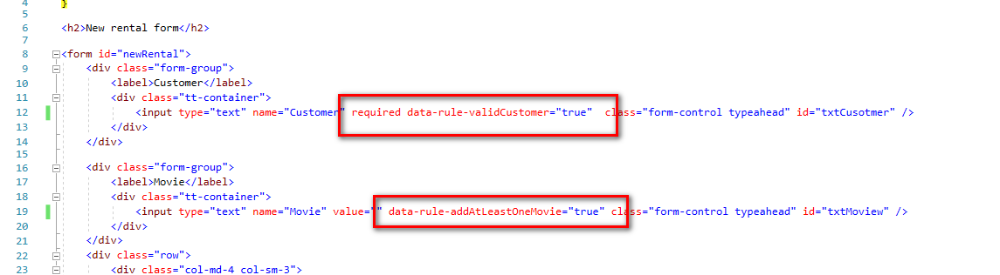 4 }
5
6 <h2>New rental form</h2>
7
8 <form id="newRental">
9 <div class="form-group">
10 <label>Customer</label>
11 <div class="tt-container">
12 <input type="text" name="Customer" required data-rule-validCustomer="true" class="form-control typeahead" id="txtCusotmer" />
13 </div>
14 </div>
15
16 <div class="form-group">
17 <label>Movie</label>
18 <div class="tt-container">
19 <input type="text" name="Movie" value="" data-rule-addAtLeastOneMovie="true" class="form-control typeahead" id="txtMoview" />
20 </div>
21 </div>
22 <div class="row">
23 <div class="col-md-4 col-sm-3">